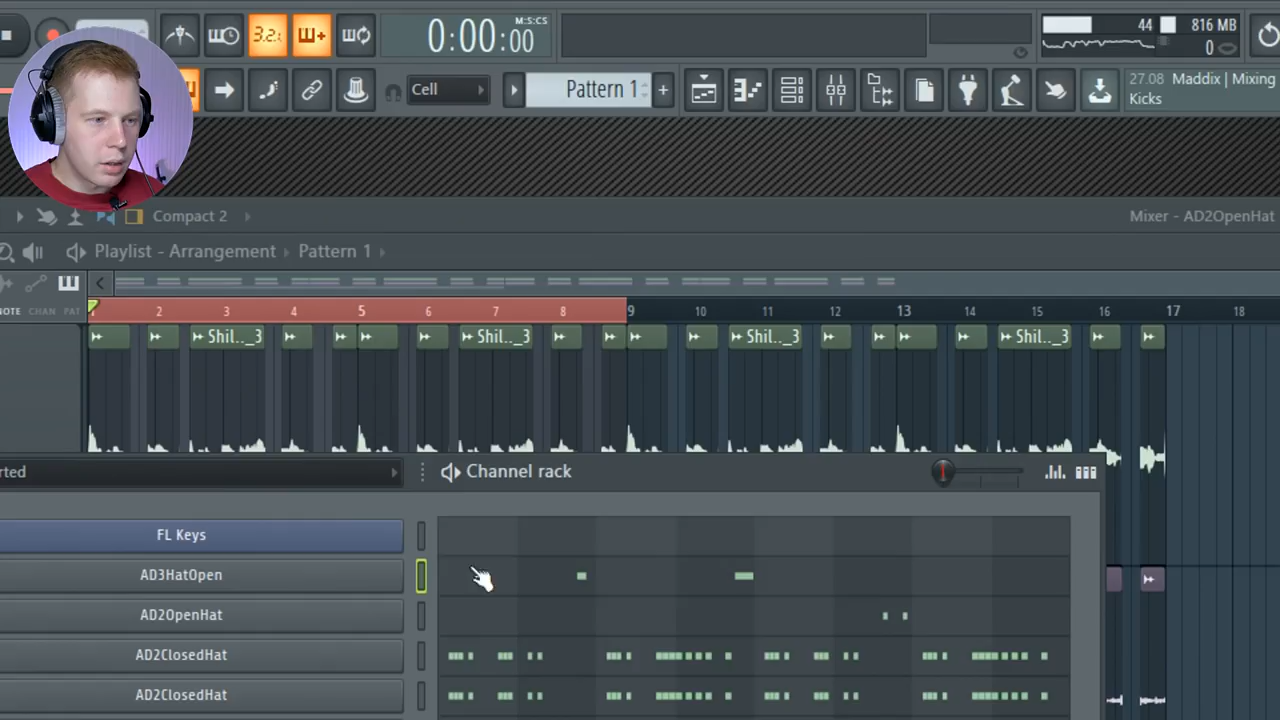 M:S:CS
3.2.
0:00:00
44
816 MB
0
Cell
Pattern 1
27.08 Maddix | Mixing
Kicks
Compact 2
Mixer - AD2OpenHat
Playlist - Arrangement
Pattern 1
NOTE CHAN PAT
2 3 4 5 6 7 8 9 10 11 12 13 14 15 16 17 18
Shil.._3
Shil.._3
Shil.._3
Shil.._3
Channel rack
FL Keys
AD3HatOpen
AD2OpenHat
AD2ClosedHat
AD2ClosedHat